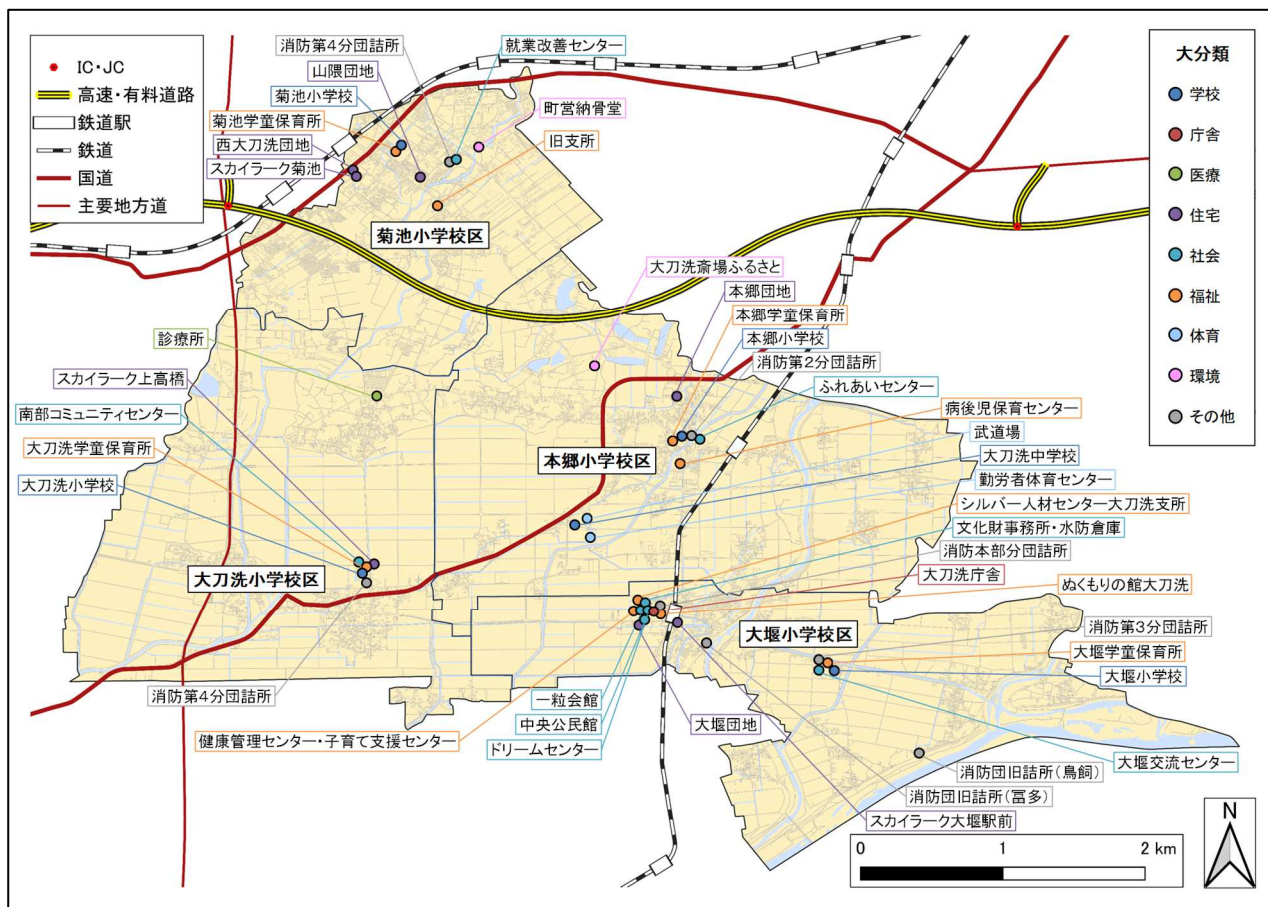 IC・JC
高速・有料道路
鉄道駅
鉄道
国道
主要地方道
消防第4分団詰所
就業改善センター
山隈団地
菊池小学校
町営納骨堂
菊池学童保育所
旧支所
西大刀洗団地
スカイラーク菊池
菊池小学校区
大分類
学校
庁舎
医療
住宅
社会
福祉
体育
環境
その他
大刀洗斎場ふるさと
本郷団地
本郷学童保育所
本郷小学校
消防第2分団詰所
ふれあいセンター
診療所
スカイラーク上高橋
南部コミュニティセンター
大刀洗学童保育所
大刀洗小学校
病後児保育センター
武道場
本郷小学校区
大刀洗中学校
勤労者体育センター
シルバー人材センター大刀洗支所
文化財事務所・水防倉庫
消防本部分団詰所
大刀洗庁舎
ぬくもりの館大刀洗
大刀洗小学校区
大堰小学校区
消防第3分団詰所
大堰学童保育所
大堰小学校
消防第4分団詰所
一粒会館
中央公民館
大堰団地
健康管理センター・子育て支援センター
ドリームセンター
大堰交流センター
消防団旧詰所(鳥飼)
消防団旧詰所(冨多)
スカイラーク大堰駅前
N
0 1 2 km